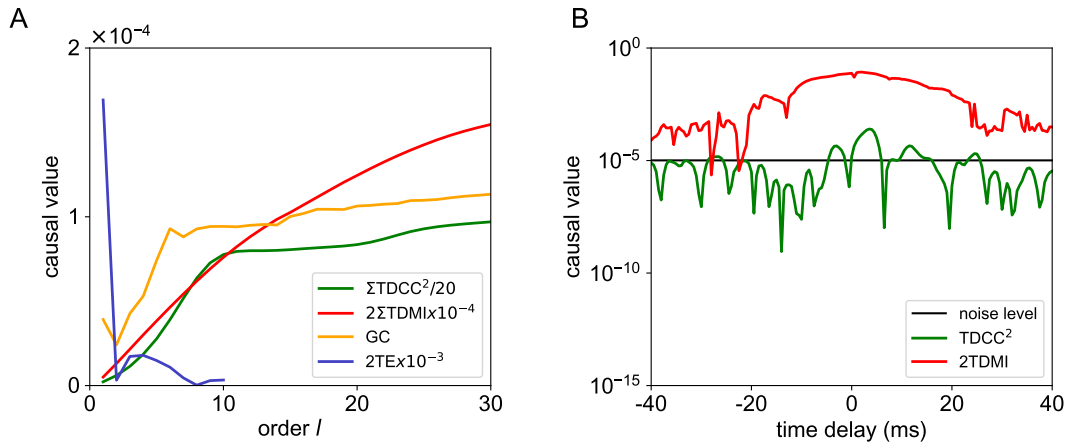 A
×10⁻⁴
2
1
0
causal value
0
10
20
30
order l
ΣTDCC²/20
2ΣTDMIx10⁻⁴
GC
2TEx10⁻³
B
10⁰
10⁻⁵
10⁻¹⁰
10⁻¹⁵
causal value
-40
-20
0
20
40
time delay (ms)
noise level
TDCC²
2TDMI